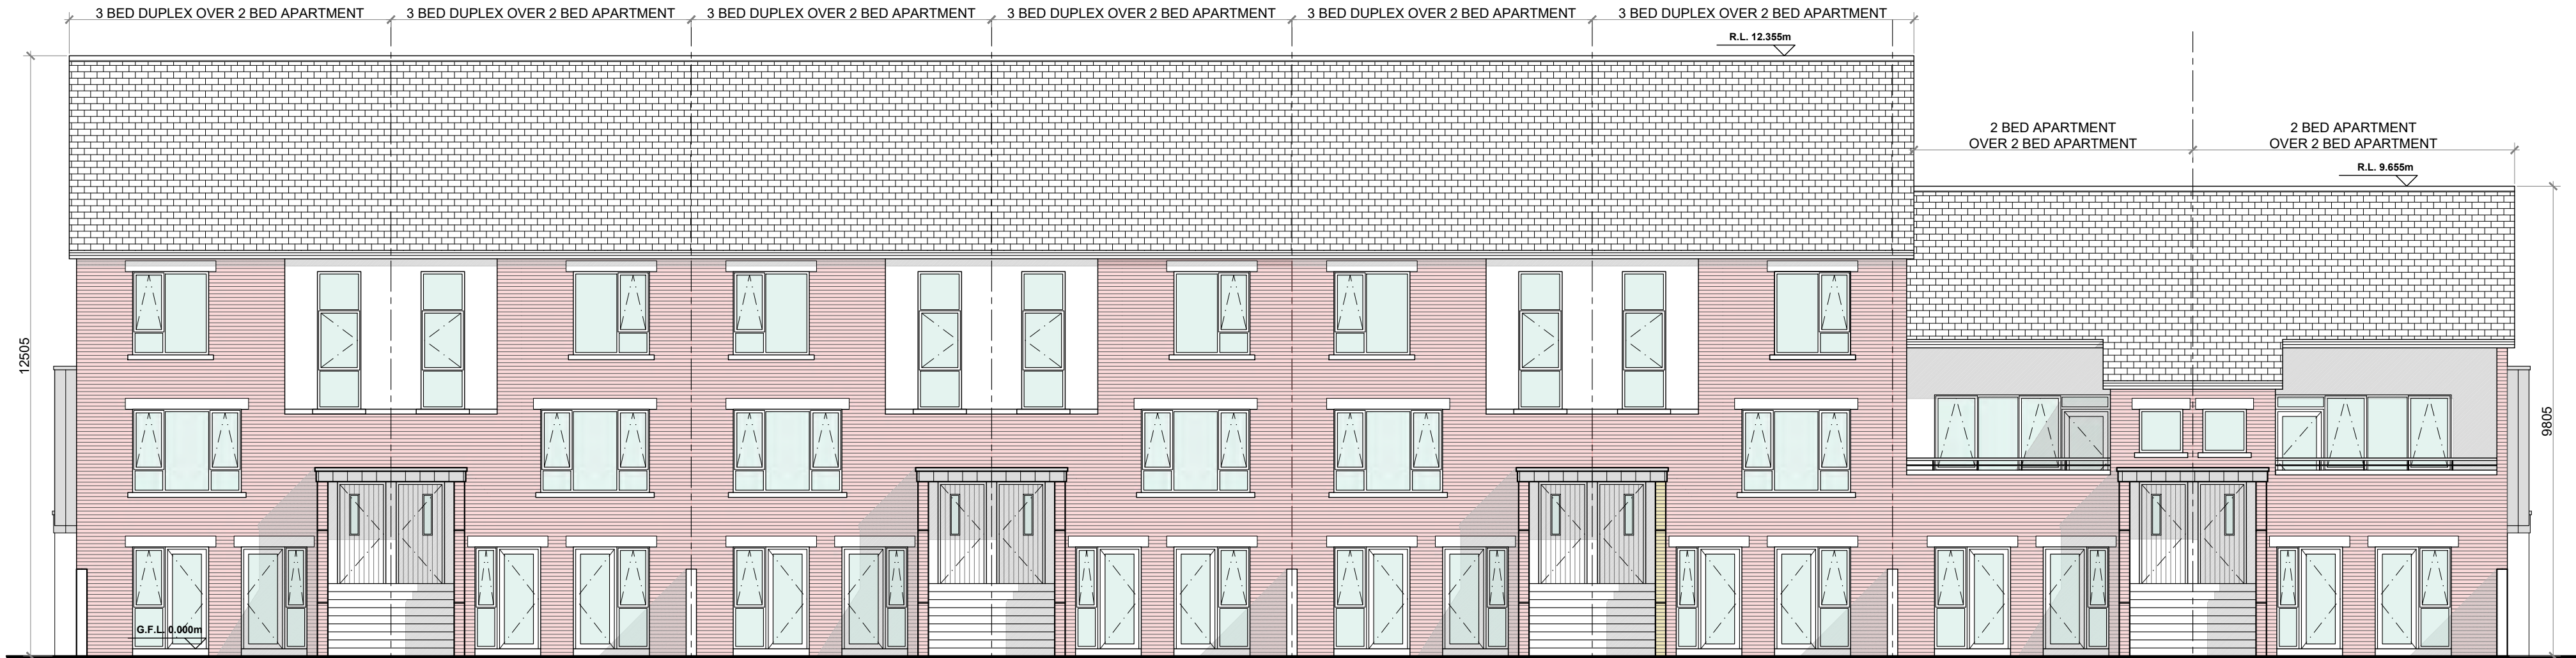 3 BED DUPLEX OVER 2 BED APARTMENT
3 BED DUPLEX OVER 2 BED APARTMENT
3 BED DUPLEX OVER 2 BED APARTMENT
3 BED DUPLEX OVER 2 BED APARTMENT
3 BED DUPLEX OVER 2 BED APARTMENT
3 BED DUPLEX OVER 2 BED APARTMENT
R.L. 12.355m
2 BED APARTMENT
OVER 2 BED APARTMENT
2 BED APARTMENT
OVER 2 BED APARTMENT
R.L. 9.655m
12505
9805
G.F.L. 0.000m